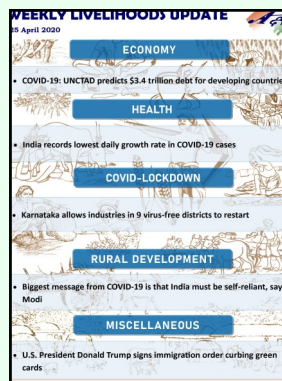 WEEKLY LIVELIHOODS UPDATE
25 April 2020
ECONOMY
• COVID-19: UNCTAD predicts $3.4 trillion debt for developing countrie
HEALTH
• India records lowest daily growth rate in COVID-19 cases
COVID-LOCKDOWN
• Karnataka allows industries in 9 virus-free districts to restart
RURAL DEVELOPMENT
• Biggest message from COVID-19 is that India must be self-reliant, say
Modi
MISCELLANEOUS
• U.S. President Donald Trump signs immigration order curbing green
cards